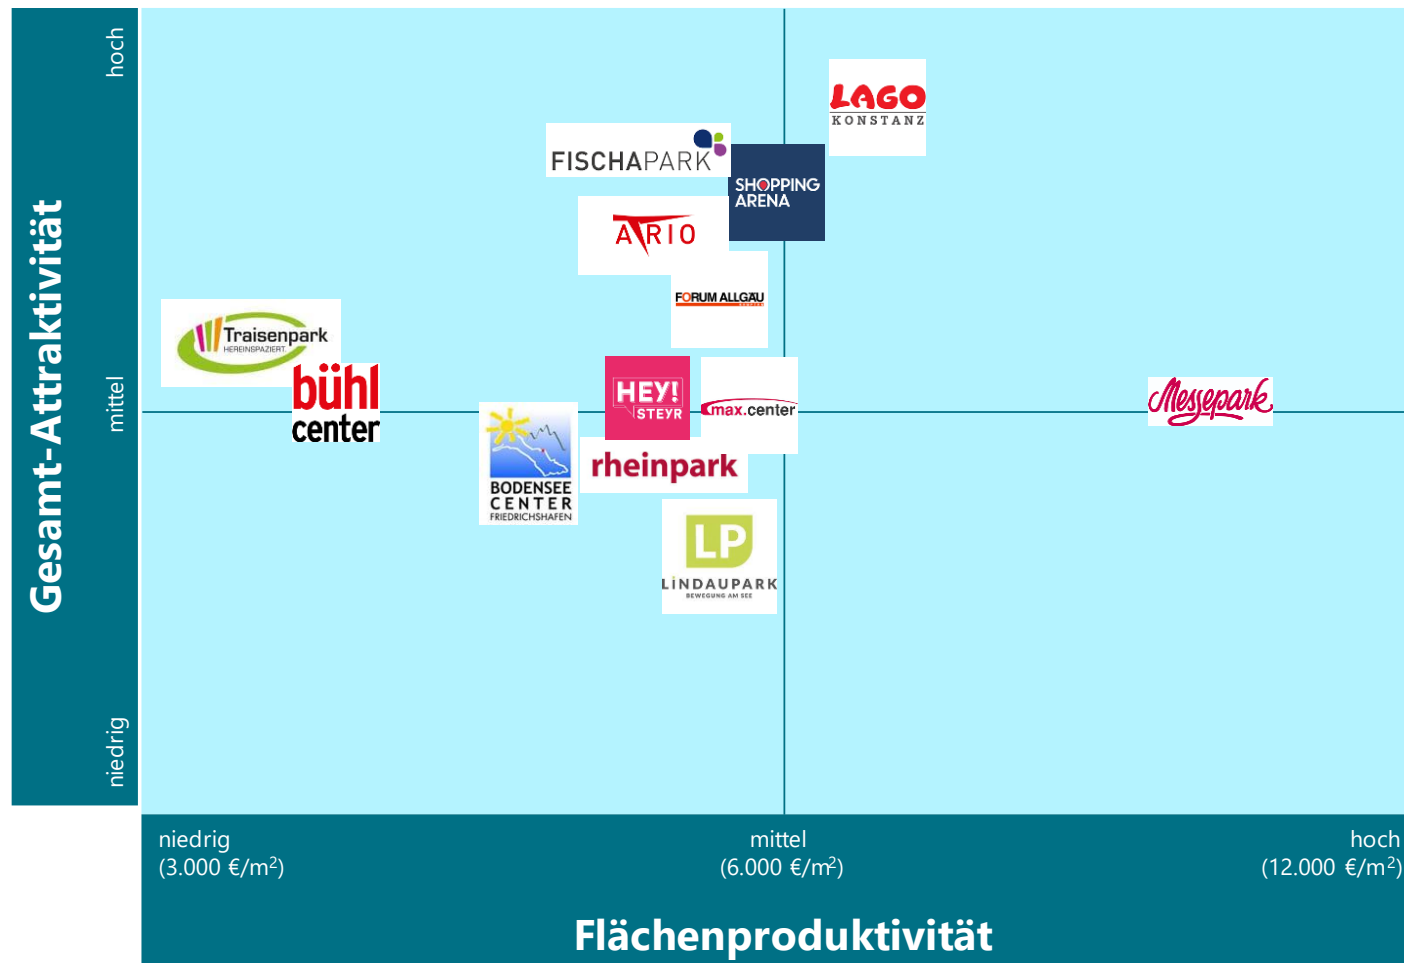 Gesamt-Attraktivität
hoch
mittel
niedrig
LAGO
KONSTANZ
FISCHAPARK
SHOPPING
ARENA
ATRIO
FORUM ALLGÄU
Traisenpark
HEREINSPAZIERT.
bühl
center
HEY!
STEYR
max.center
Messepark
BODENSEE
CENTER
FRIEDRICHSHAFEN
rheinpark
LP
LINDAUPARK
BEWEGUNG AM SEE
niedrig
(3.000 €/m²)
mittel
(6.000 €/m²)
hoch
(12.000 €/m²)
Flächenproduktivität